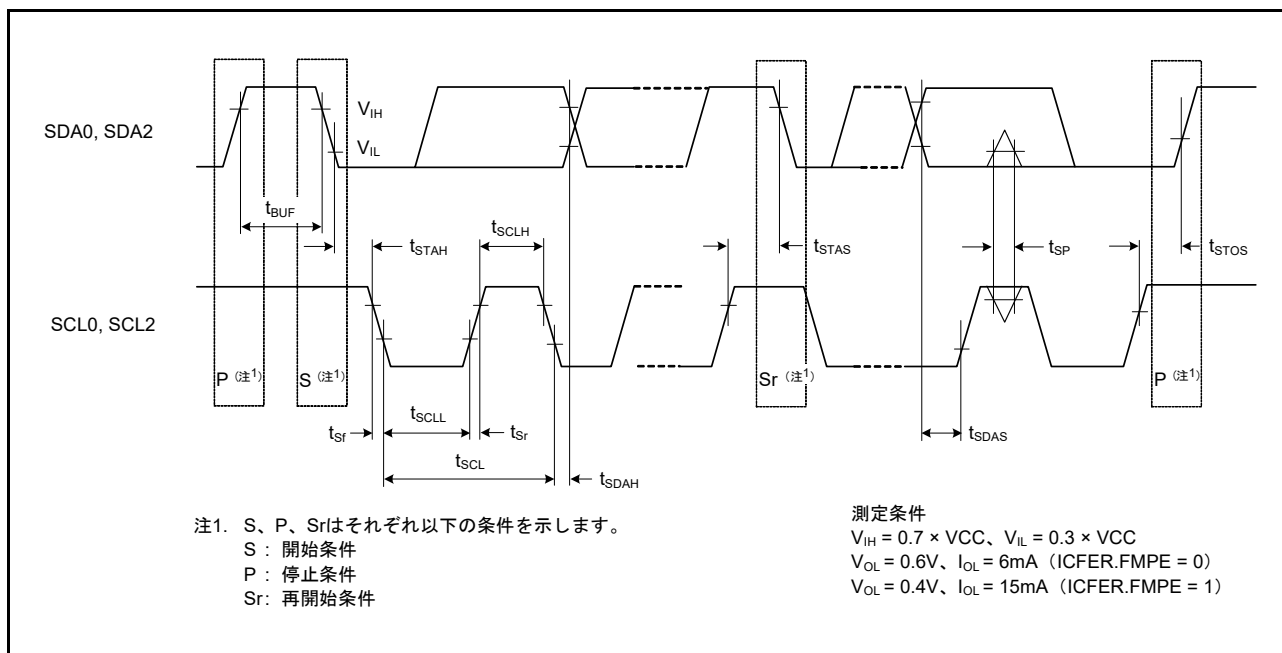 SDA0, SDA2
V_IH
V_IL
t_BUF
t_STAH
t_SCLH
t_STAS
t_SP
t_STOS
SCL0, SCL2
P（注1）
S（注1）
Sr（注1）
P（注1）
t_Sf
t_SCLL
t_Sr
t_SCL
t_SDAH
t_SDAS
注1. S、P、Srはそれぞれ以下の条件を示します。
S : 開始条件
P : 停止条件
Sr: 再開始条件
測定条件
V_IH = 0.7 × VCC、V_IL = 0.3 × VCC
V_OL = 0.6V、I_OL = 6mA（ICFER.FMPE = 0）
V_OL = 0.4V、I_OL = 15mA（ICFER.FMPE = 1）